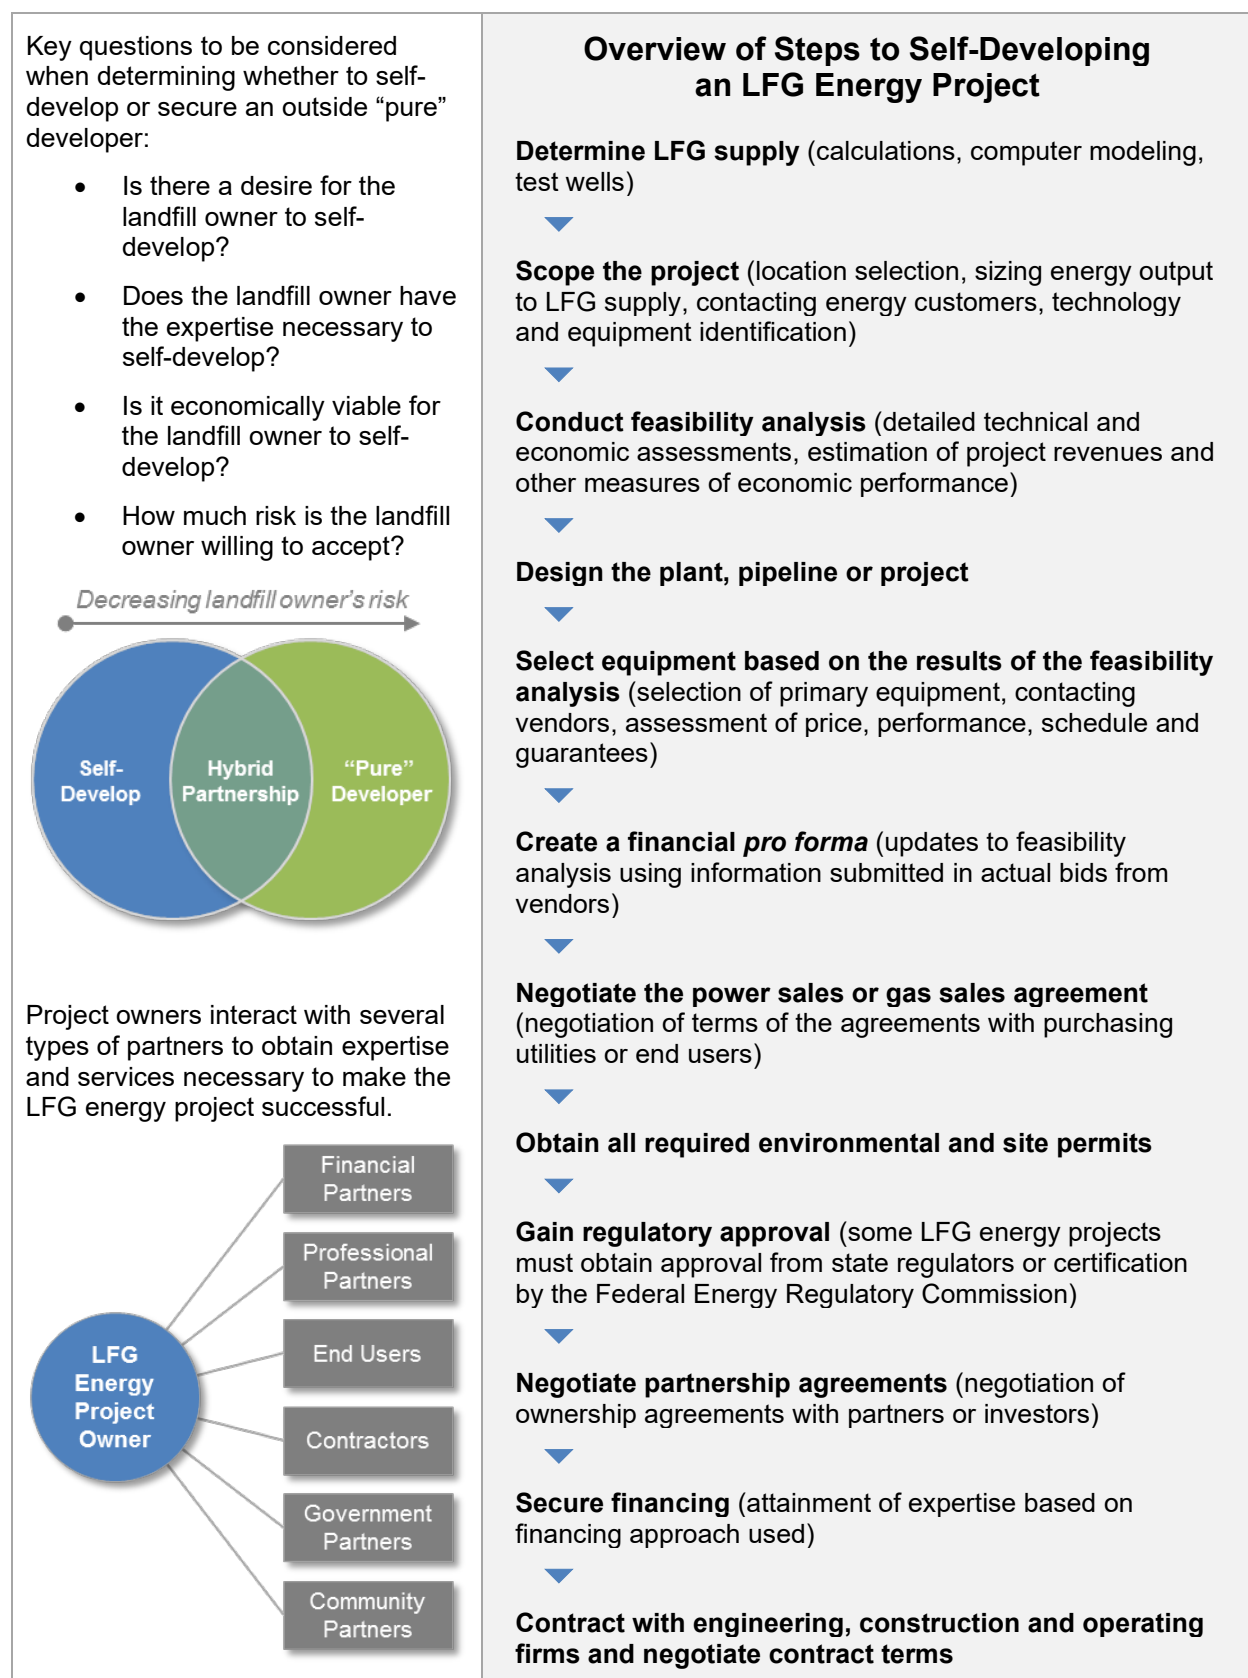 Key questions to be considered
when determining whether to self-
develop or secure an outside “pure”
developer:
• Is there a desire for the
landfill owner to self-
develop?
• Does the landfill owner have
the expertise necessary to
self-develop?
• Is it economically viable for
the landfill owner to self-
develop?
• How much risk is the landfill
owner willing to accept?
Decreasing landfill owner’s risk
Self-
Develop
Hybrid
Partnership
“Pure”
Developer
Project owners interact with several
types of partners to obtain expertise
and services necessary to make the
LFG energy project successful.
LFG
Energy
Project
Owner
Financial
Partners
Professional
Partners
End Users
Contractors
Government
Partners
Community
Partners
Overview of Steps to Self-Developing
an LFG Energy Project
Determine LFG supply (calculations, computer modeling,
test wells)
Scope the project (location selection, sizing energy output
to LFG supply, contacting energy customers, technology
and equipment identification)
Conduct feasibility analysis (detailed technical and
economic assessments, estimation of project revenues and
other measures of economic performance)
Design the plant, pipeline or project
Select equipment based on the results of the feasibility
analysis (selection of primary equipment, contacting
vendors, assessment of price, performance, schedule and
guarantees)
Create a financial pro forma (updates to feasibility
analysis using information submitted in actual bids from
vendors)
Negotiate the power sales or gas sales agreement
(negotiation of terms of the agreements with purchasing
utilities or end users)
Obtain all required environmental and site permits
Gain regulatory approval (some LFG energy projects
must obtain approval from state regulators or certification
by the Federal Energy Regulatory Commission)
Negotiate partnership agreements (negotiation of
ownership agreements with partners or investors)
Secure financing (attainment of expertise based on
financing approach used)
Contract with engineering, construction and operating
firms and negotiate contract terms